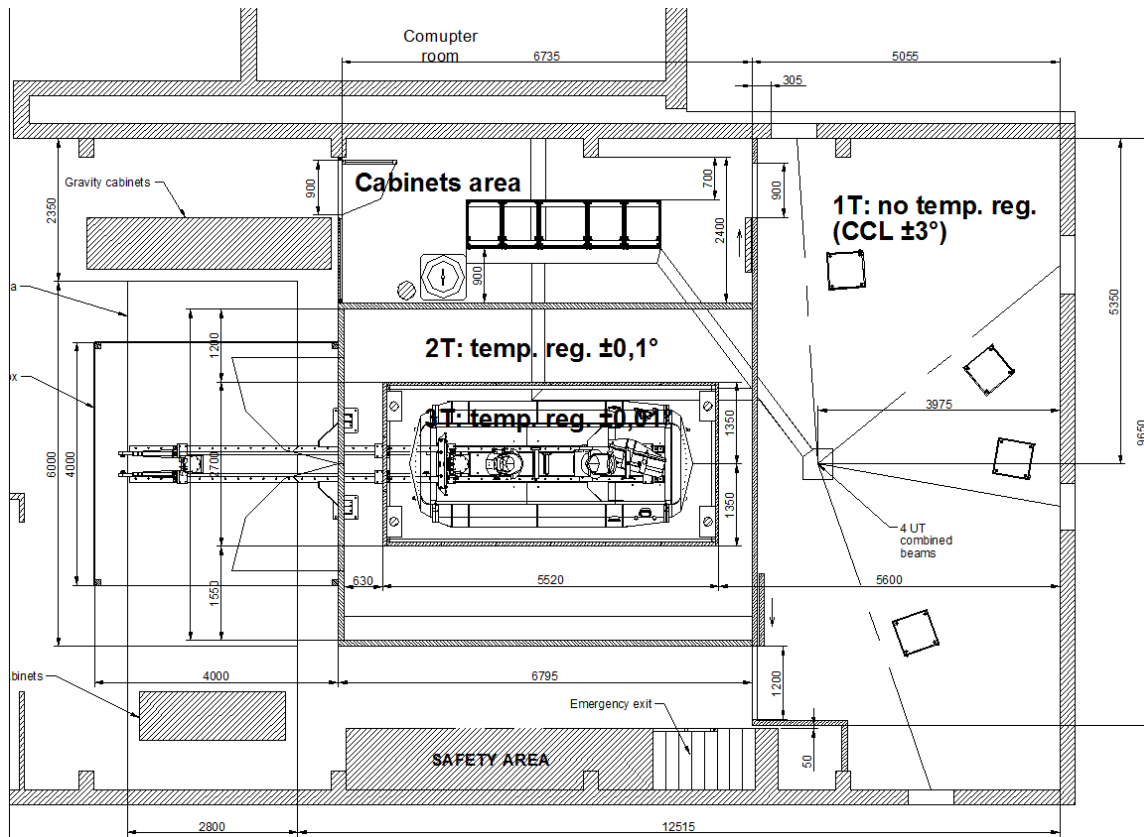 Comupter
room
6735
5055
305
Gravity cabinets
900
Cabinets area
700
900
1T: no temp. reg.
(CCL ±3°)
2350
2400
900
5350
a
1200
2T: temp. reg. ±0,1°
x
3T: temp. reg. ±0,01°
1350
3975
6000
4000
2700
9650
1350
4 UT
combined
beams
630
5520
5600
1550
binets
4000
6795
1200
Emergency exit
SAFETY AREA
50
2800
12515